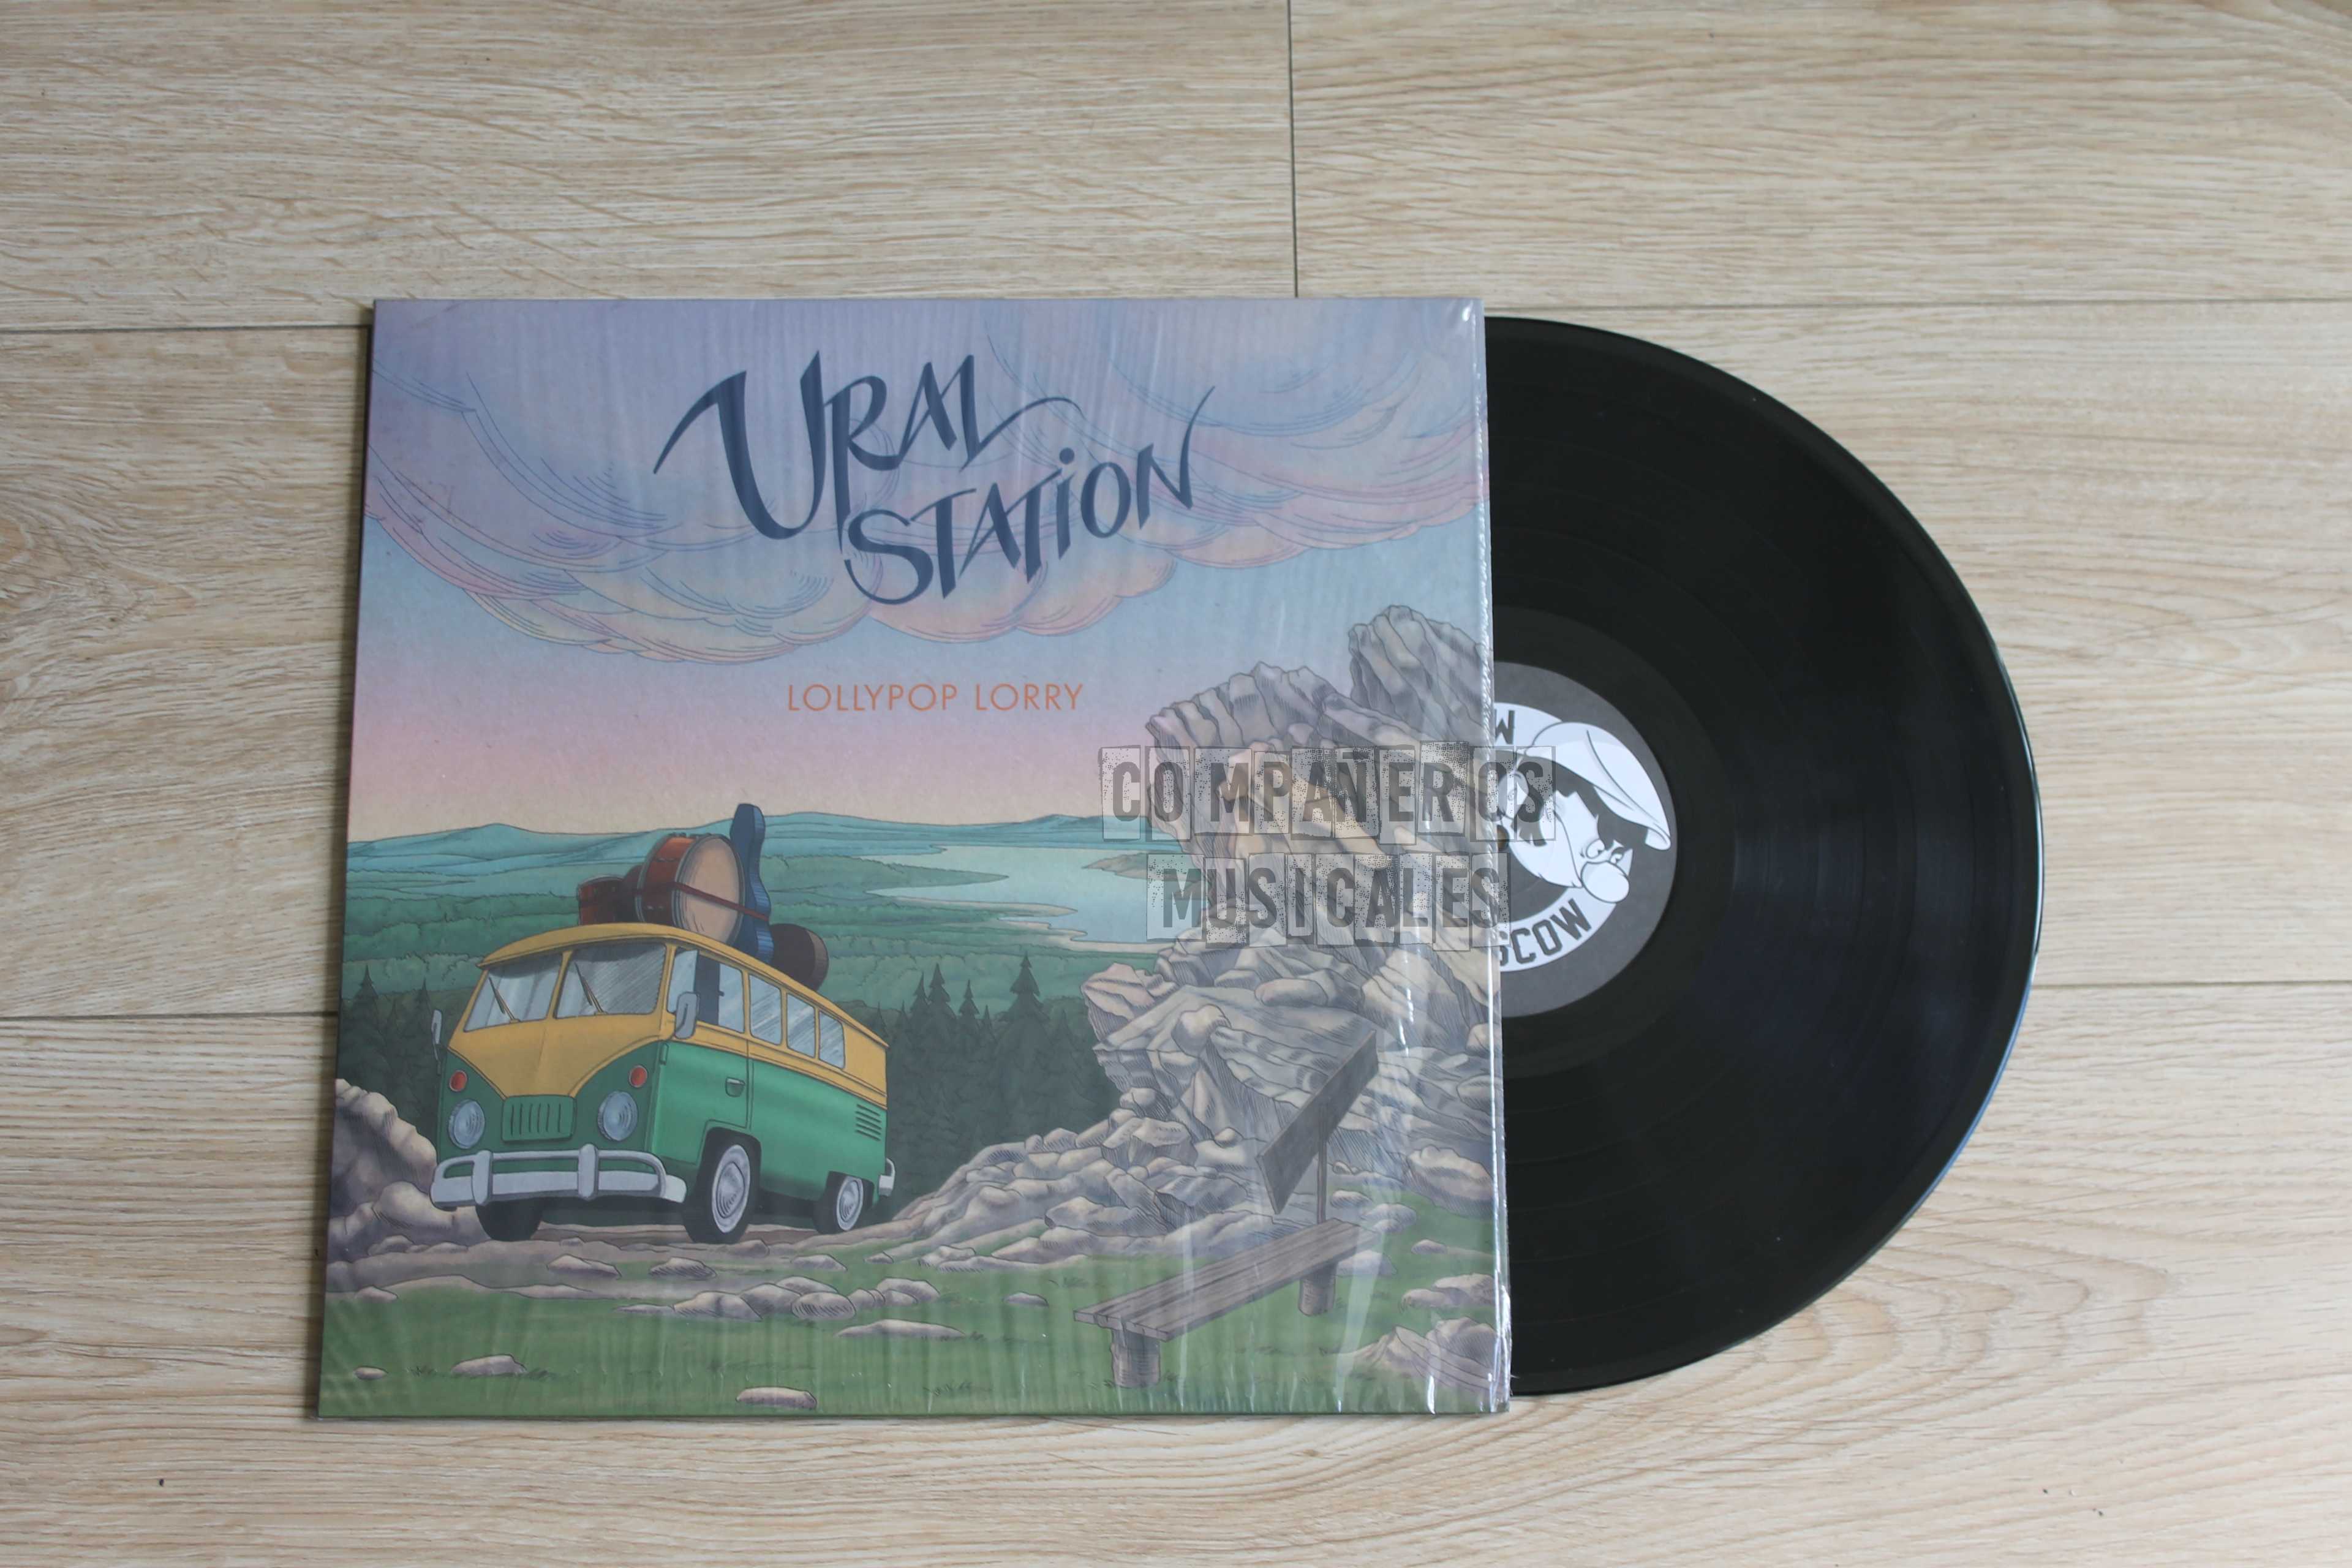 URAL
STATION
LOLLYPOP LORRY
COMPAÑEROS
MUSICALES